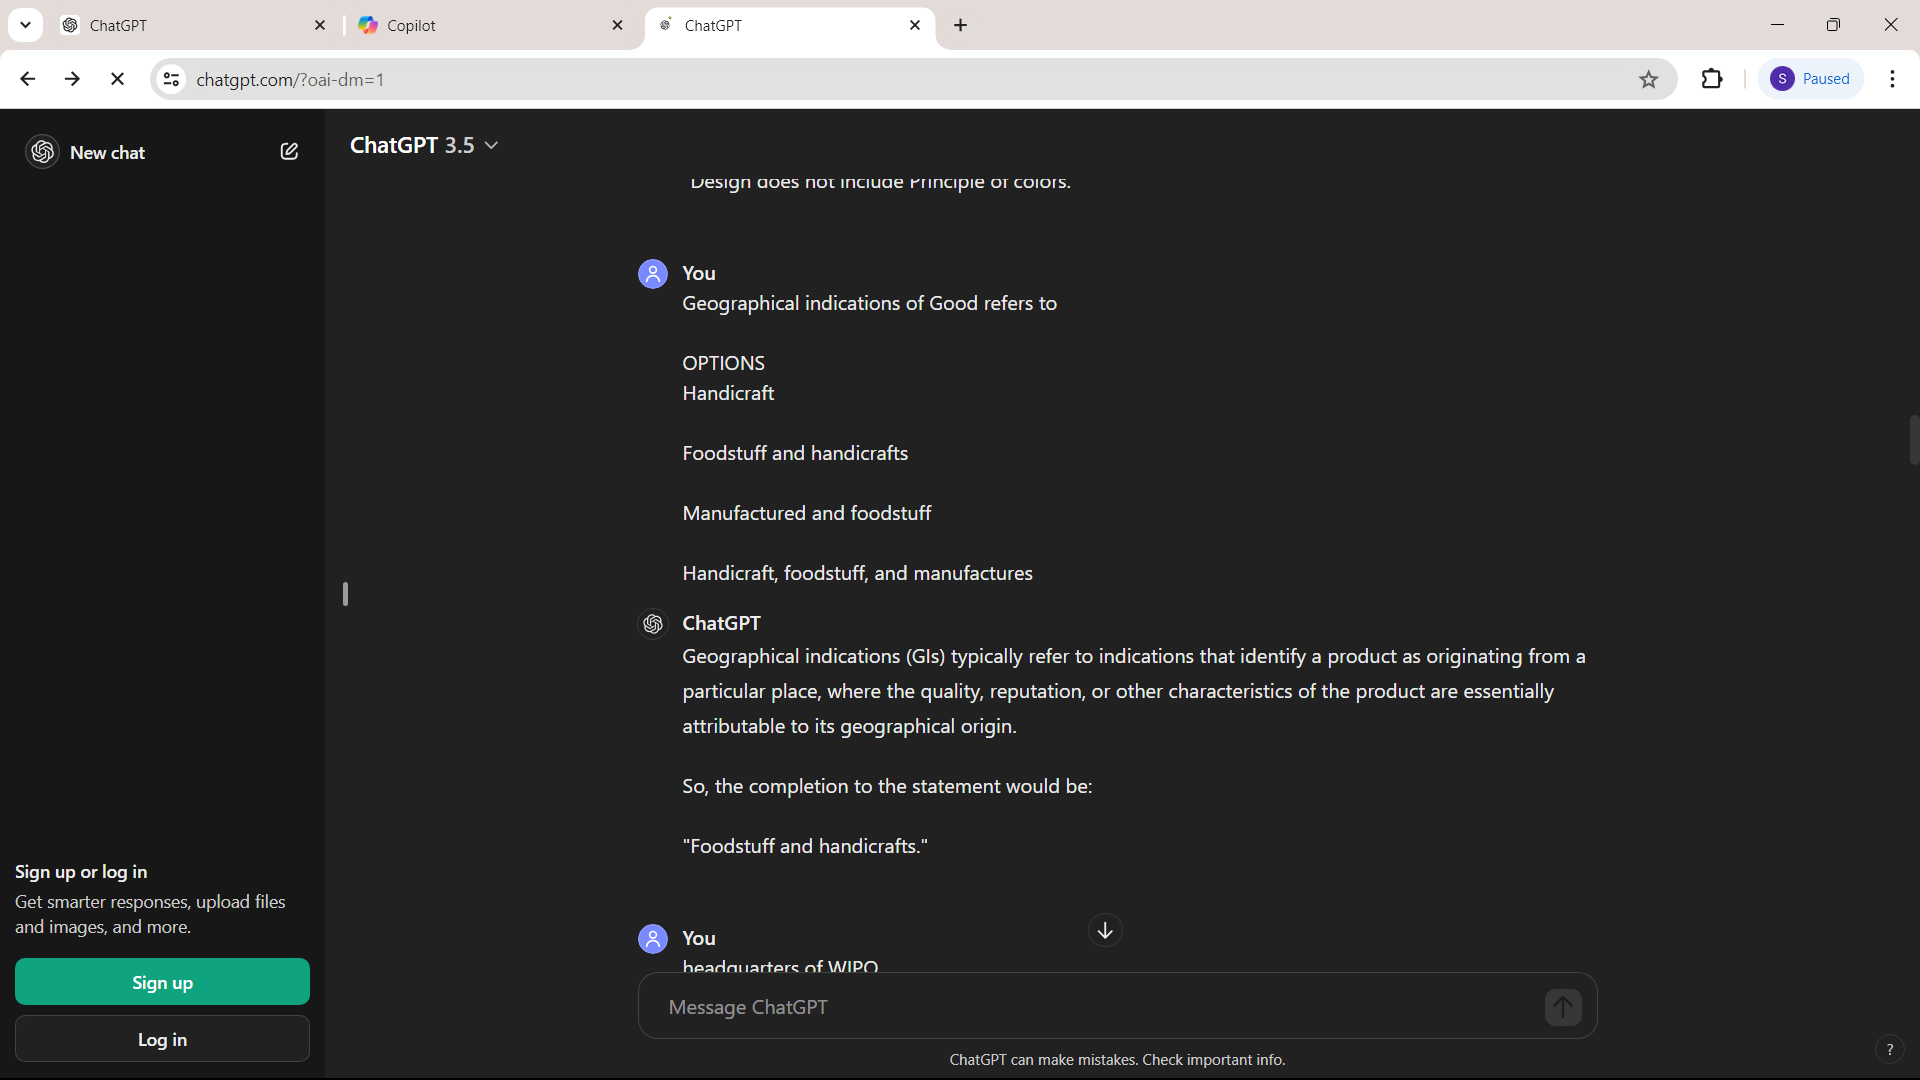 ChatGPT
Copilot
ChatGPT
chatgpt.com/?oai-dm=1
S
Paused
New chat
ChatGPT 3.5
"Design does not include Principle of colors.
You
Geographical indications of Good refers to
OPTIONS
Handicraft
Foodstuff and handicrafts
Manufactured and foodstuff
Handicraft, foodstuff, and manufactures
ChatGPT
Geographical indications (GIs) typically refer to indications that identify a product as originating from a
particular place, where the quality, reputation, or other characteristics of the product are essentially
attributable to its geographical origin.
So, the completion to the statement would be:
"Foodstuff and handicrafts."
You
headquarters of WIPO
Sign up or log in
Get smarter responses, upload files
and images, and more.
Sign up
Log in
Message ChatGPT
ChatGPT can make mistakes. Check important info.
?